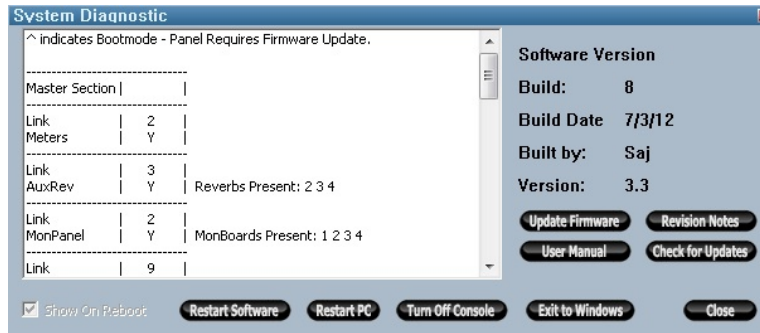 System Diagnostic
^ indicates Bootmode - Panel Requires Firmware Update.
--------------------------------
Master Section | |
--------------------------------
Link | 2 |
Meters | Y |
--------------------------------
Link | 3 |
AuxRev | Y | Reverbs Present: 2 3 4
--------------------------------
Link | 2 |
MonPanel | Y | MonBoards Present: 1 2 3 4
--------------------------------
Link | 9 |
Software Version
Build: 8
Build Date 7/3/12
Built by: Saj
Version: 3.3
Update Firmware Revision Notes
User Manual Check for Updates
Show On Reboot Restart Software Restart PC Turn Off Console Exit to Windows Close